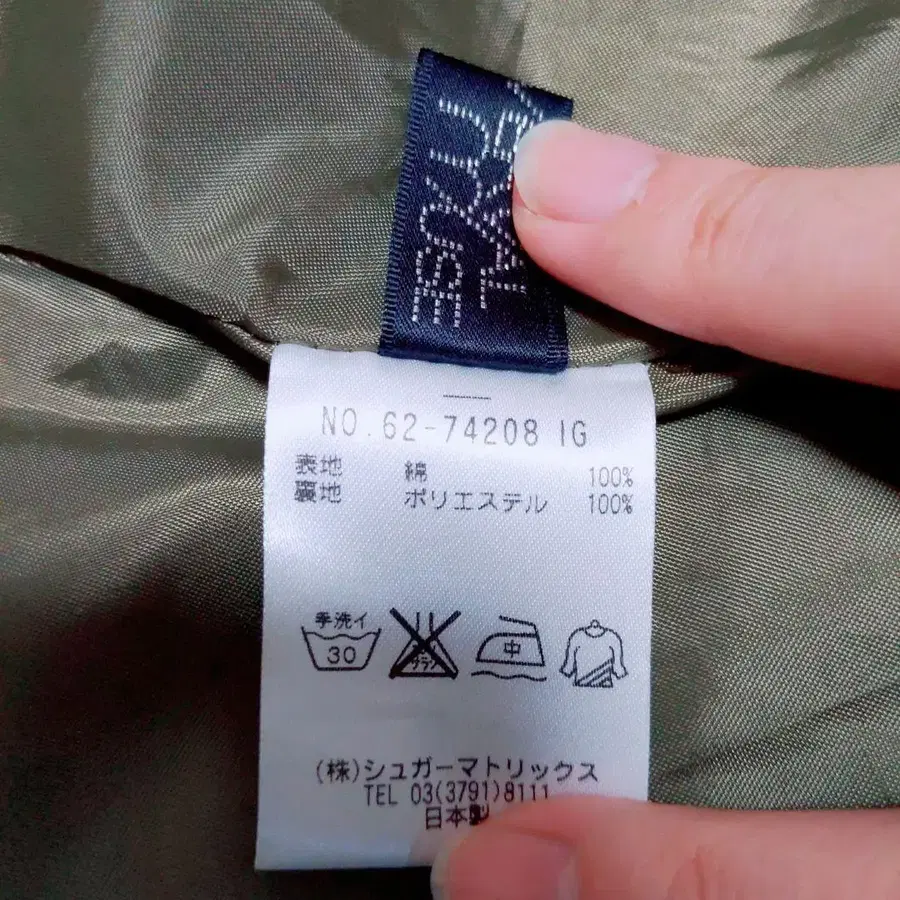 NO.62-74208 IG
表地 綿 100%
裏地 ポリエステル 100%
手洗イ
30
中
(株)シュガーマトリックス
TEL 03(3791)8111
日本製